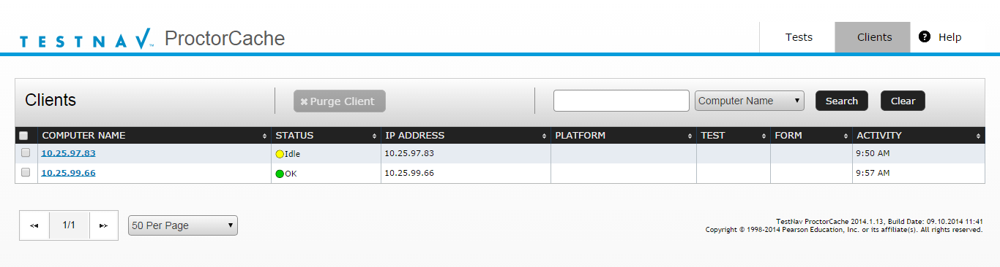 TESTNAV™ ProctorCache Tests Clients ? Help
Clients Purge Client Computer Name Search Clear
COMPUTER NAME STATUS IP ADDRESS PLATFORM TEST FORM ACTIVITY
10.25.97.83 Idle 10.25.97.83 9:50 AM
10.25.99.66 OK 10.25.99.66 9:57 AM
1/1 50 Per Page
TestNav ProctorCache 2014.1.13, Build Date: 09.10.2014 11:41
Copyright © 1998-2014 Pearson Education, Inc. or its affiliate(s). All rights reserved.